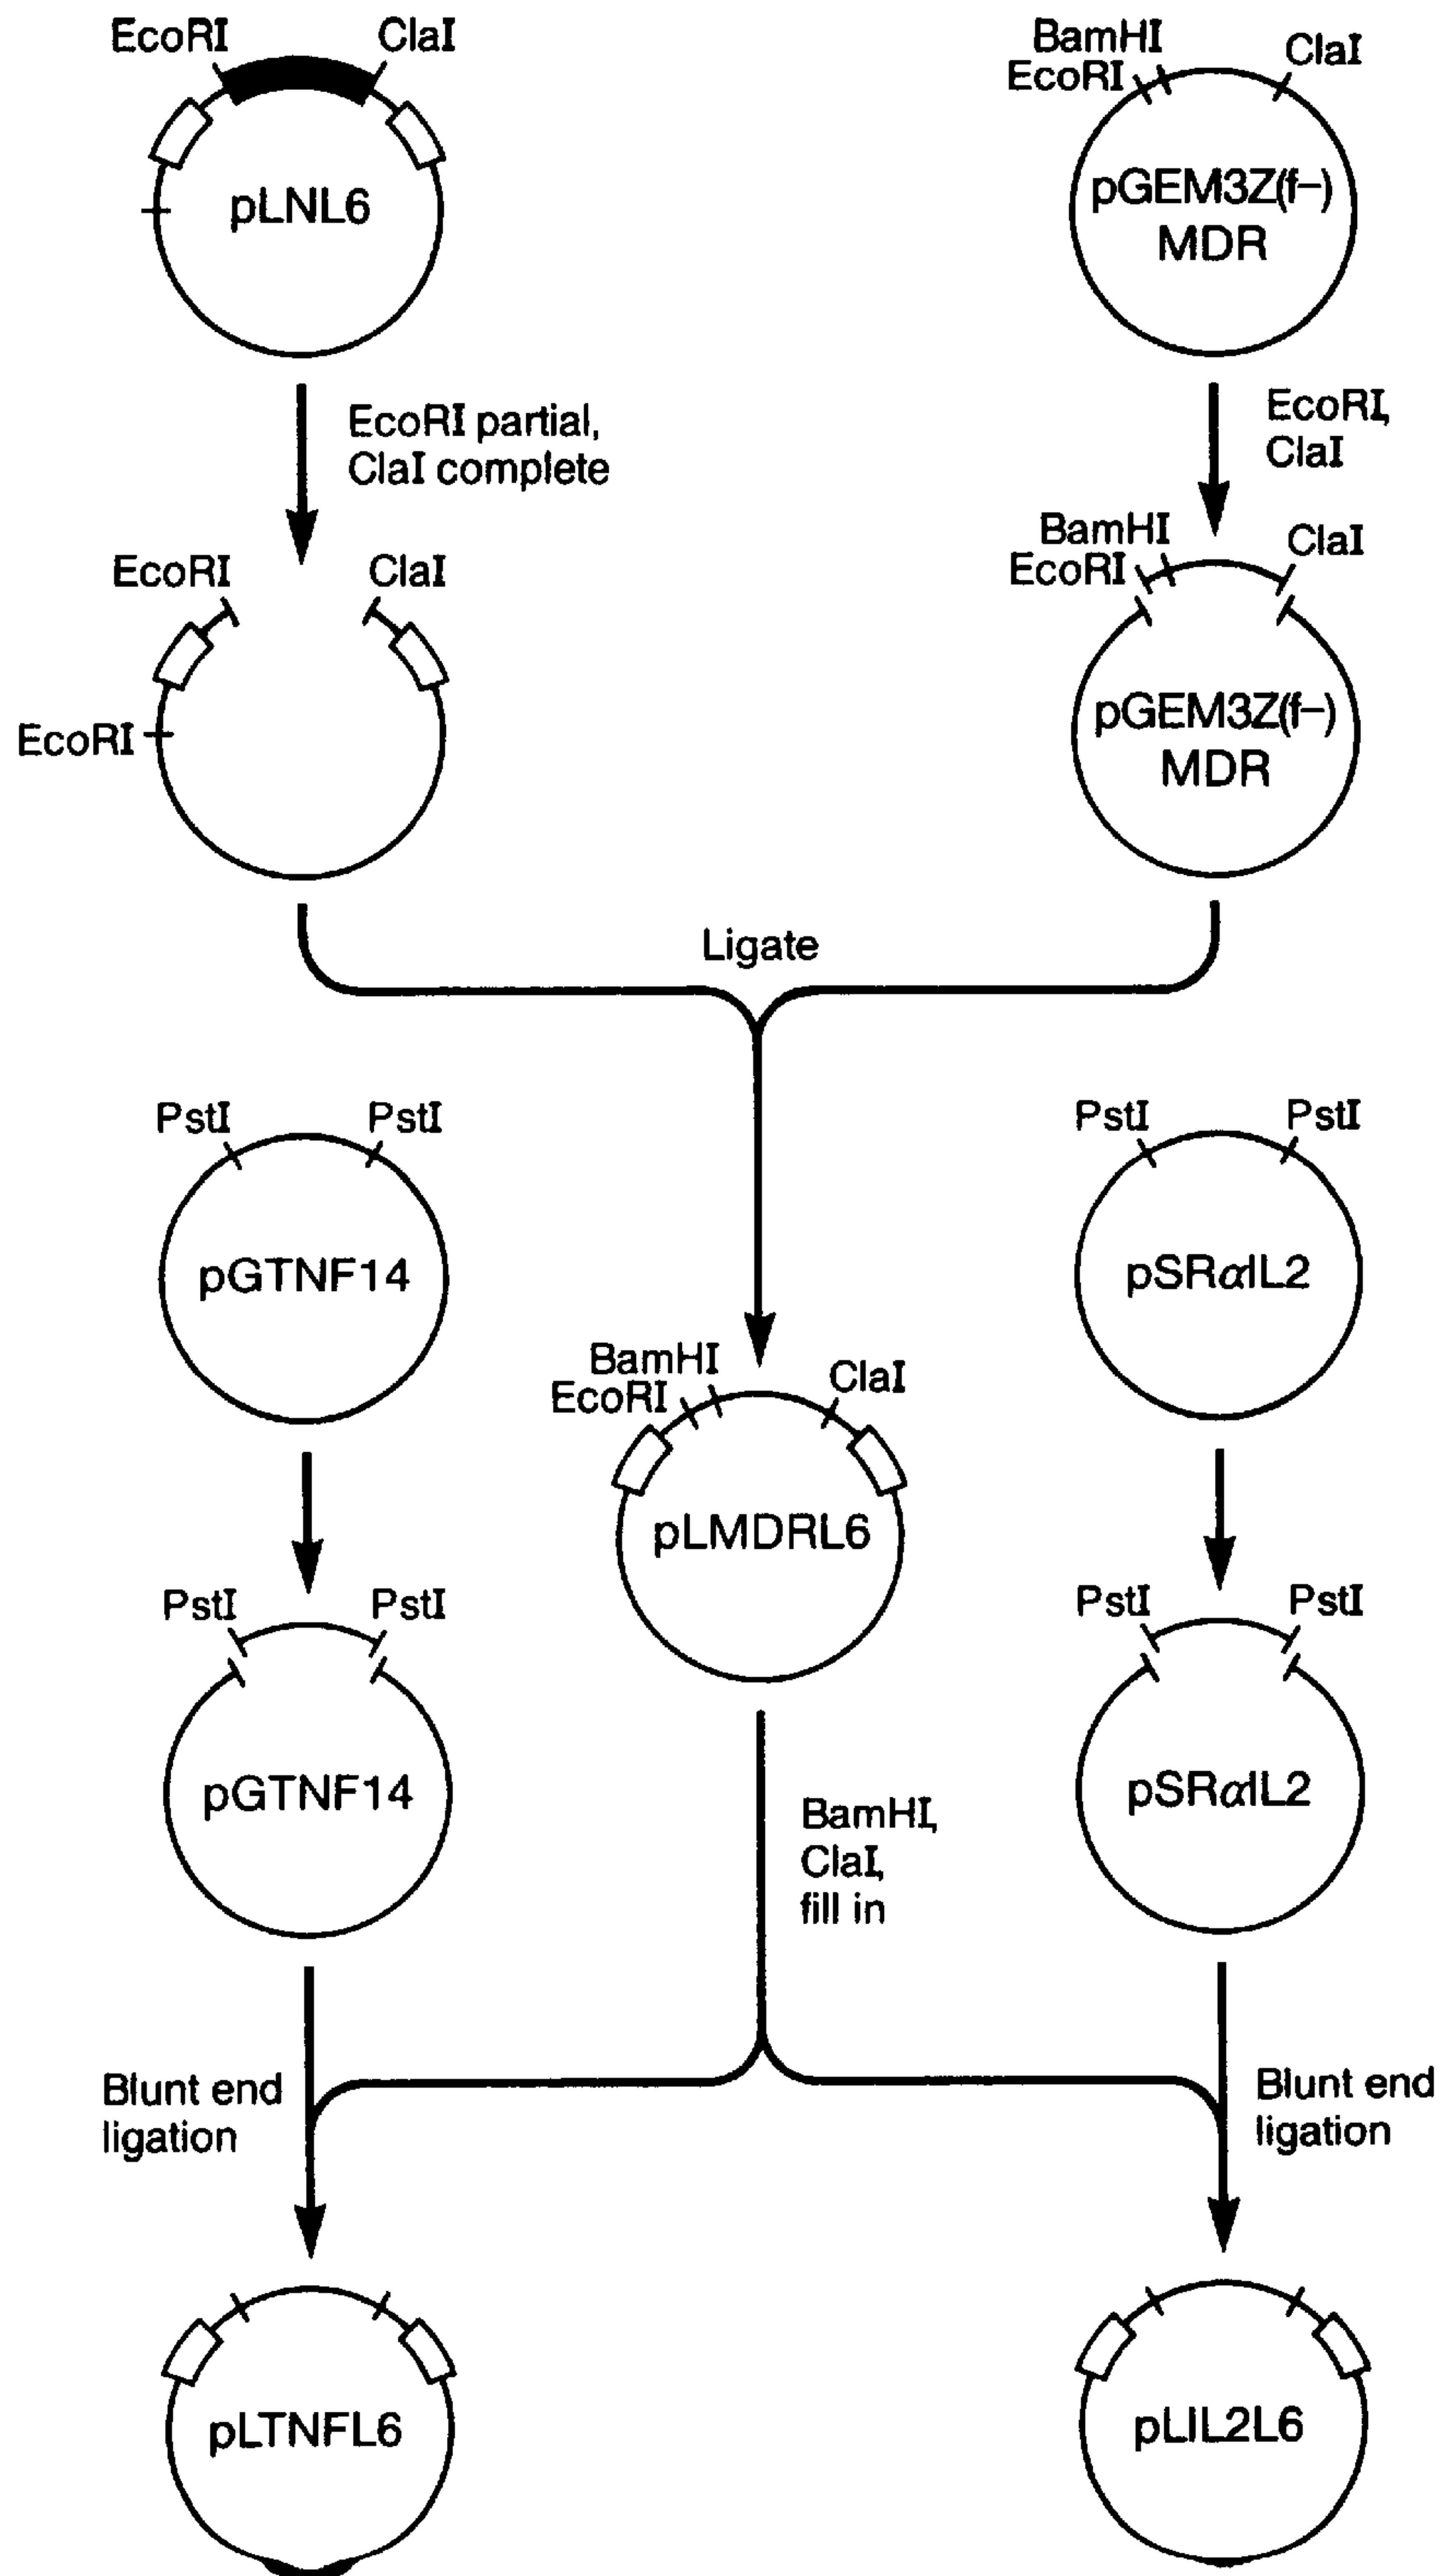 EcoRI
ClaI
pLNL6
BamHI
EcoRI
ClaI
pGEM3Z(f–)
MDR
EcoRI partial,
ClaI complete
EcoRI,
ClaI
EcoRI
ClaI
EcoRI
BamHI
EcoRI
ClaI
pGEM3Z(f–)
MDR
Ligate
PstI
PstI
pGTNF14
PstI
PstI
pSRαIL2
BamHI
EcoRI
ClaI
pLMDRL6
PstI
PstI
pGTNF14
PstI
PstI
pSRαIL2
BamHI,
ClaI,
fill in
Blunt end
ligation
Blunt end
ligation
pLTNFL6
pLIL2L6